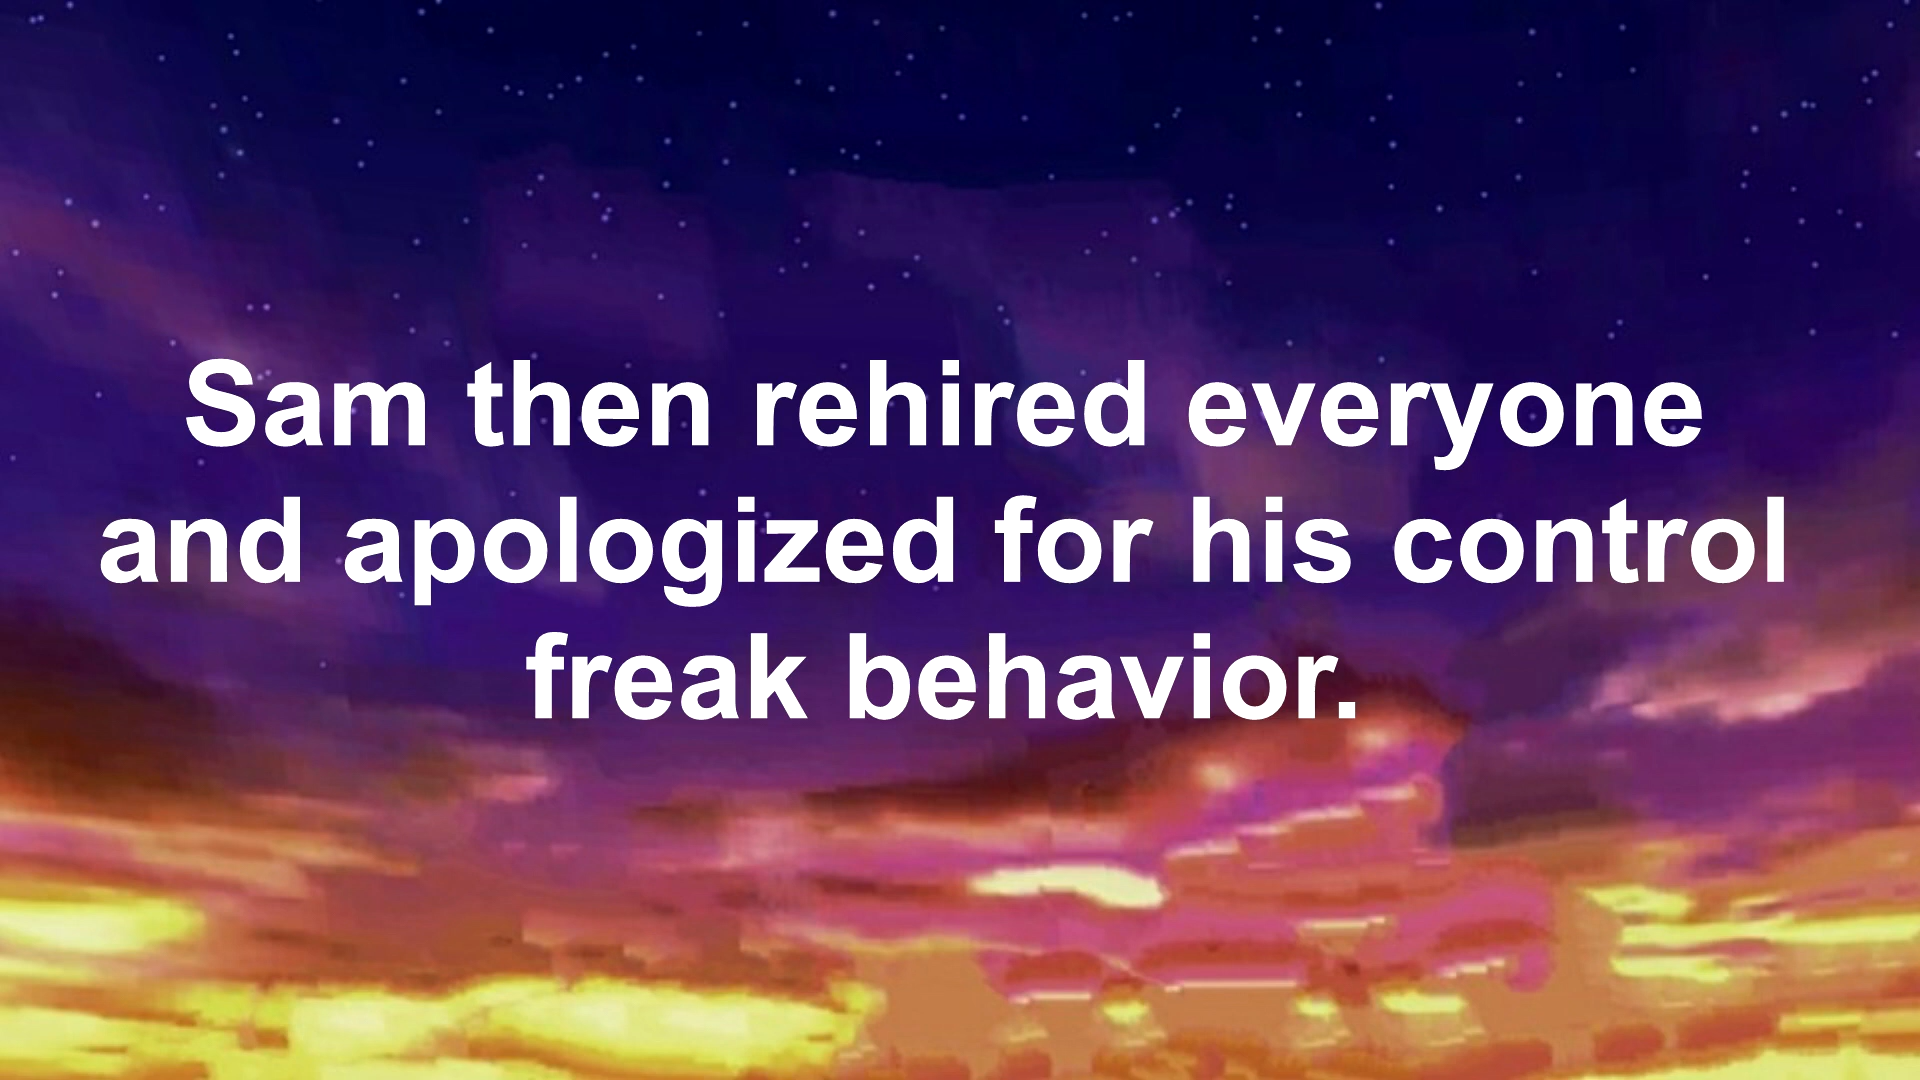 Sam then rehired everyone
and apologized for his control
freak behavior.